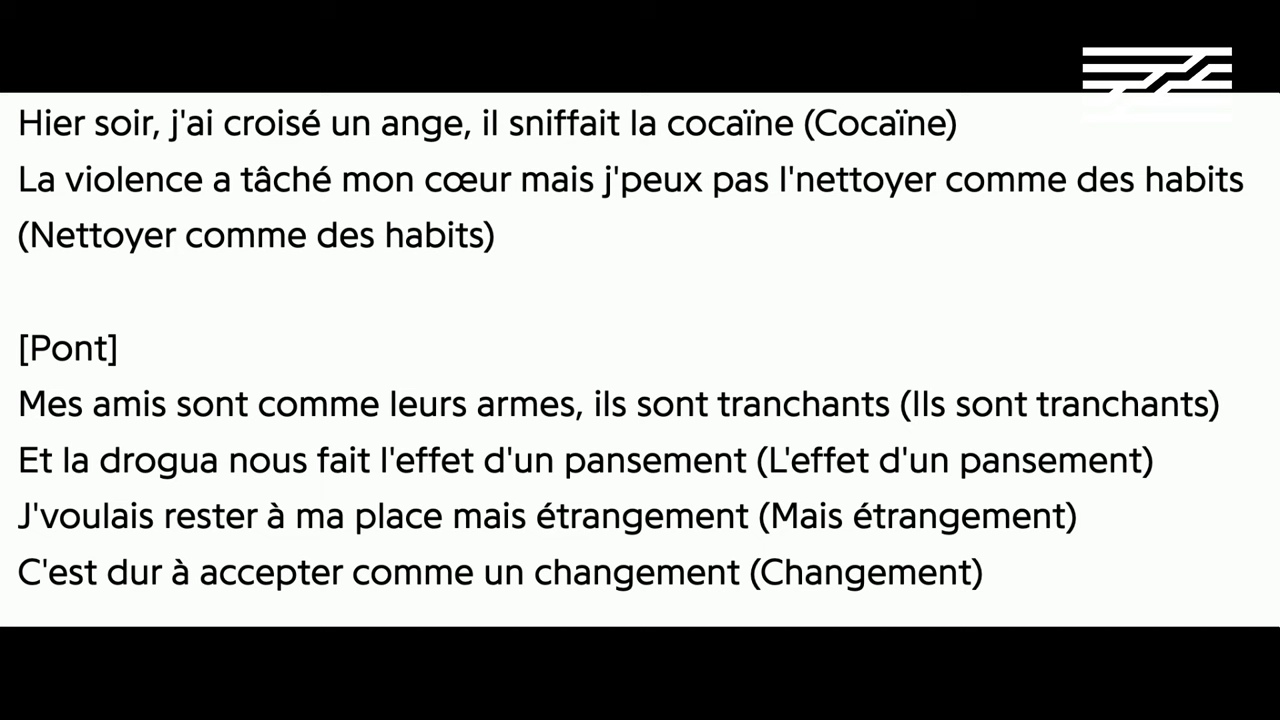 Hier soir, j'ai croisé un ange, il sniffait la cocaïne (Cocaïne)
La violence a tâché mon cœur mais j'peux pas l'nettoyer comme des habits
(Nettoyer comme des habits)
[Pont]
Mes amis sont comme leurs armes, ils sont tranchants (Ils sont tranchants)
Et la drogua nous fait l'effet d'un pansement (L'effet d'un pansement)
J'voulais rester à ma place mais étrangement (Mais étrangement)
C'est dur à accepter comme un changement (Changement)